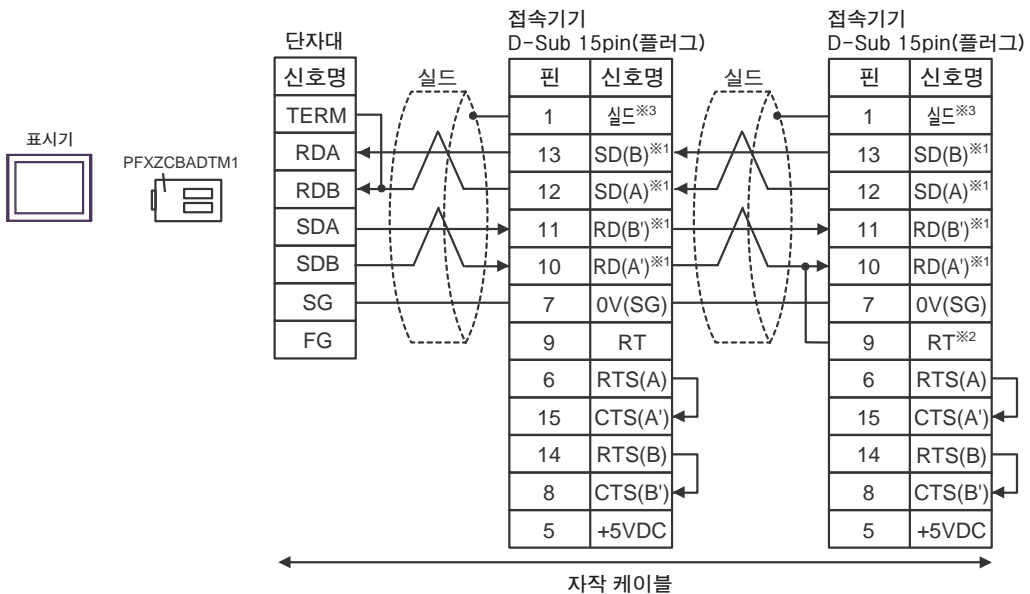 접속기기
D-Sub 15pin(플러그)
접속기기
D-Sub 15pin(플러그)
단자대
신호명
TERM
RDA
RDB
SDA
SDB
SG
FG
표시기
PFXZCBADTM1
실드
핀 신호명
1 실드※3
13 SD(B)※1
12 SD(A)※1
11 RD(B')※1
10 RD(A')※1
7 0V(SG)
9 RT
6 RTS(A)
15 CTS(A')
14 RTS(B)
8 CTS(B')
5 +5VDC
실드
핀 신호명
1 실드※3
13 SD(B)※1
12 SD(A)※1
11 RD(B')※1
10 RD(A')※1
7 0V(SG)
9 RT※2
6 RTS(A)
15 CTS(A')
14 RTS(B)
8 CTS(B')
5 +5VDC
자작 케이블